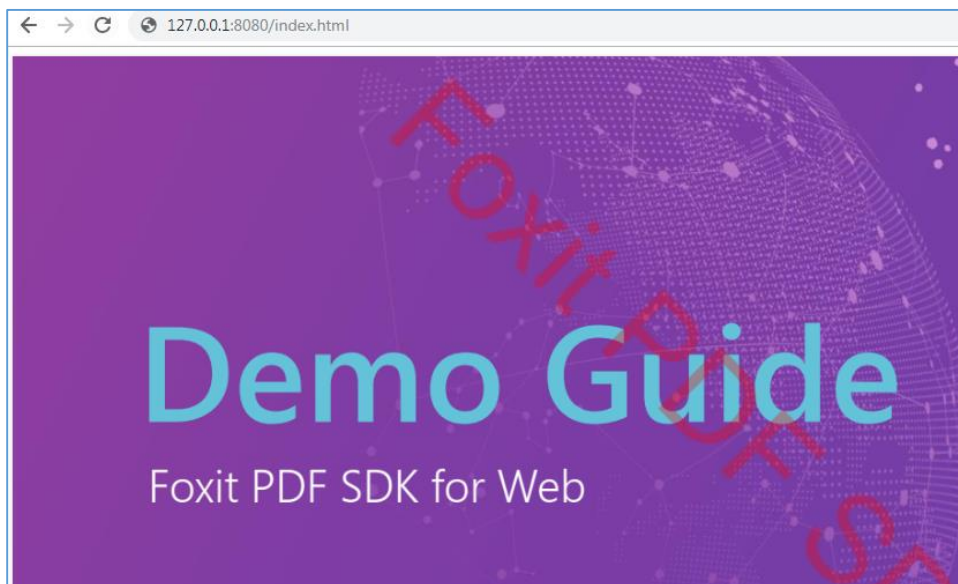 127.0.0.1:8080/index.html
Foxit PDF S
Demo Guide
Foxit PDF SDK for Web